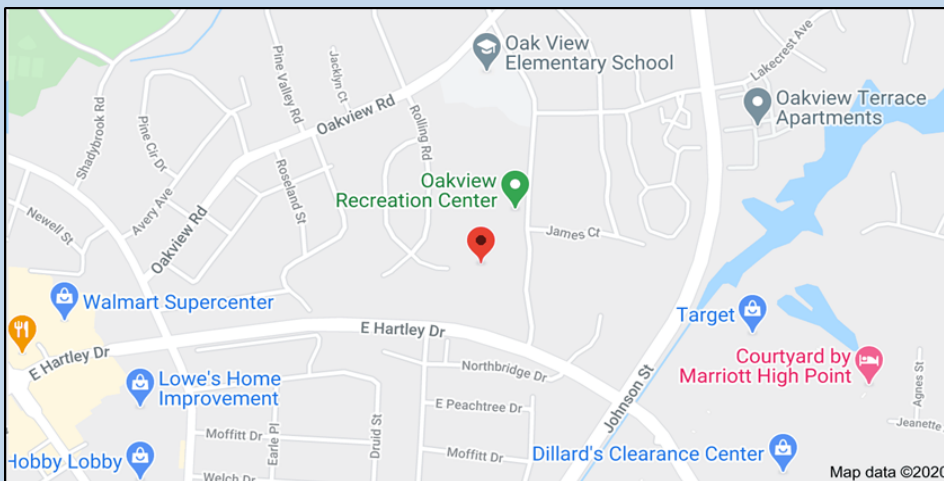 Oak View
Elementary School
Lakecrest Ave
Oakview Terrace
Apartments
Pine Valley Rd
Jacklyn Ct
Oakview Rd
Rolling Rd
Shadybrook Rd
Pine Cir Dr
Roseland St
Avery Ave
Oakview
Recreation Center
Newell St
Oakview Rd
James Ct
Walmart Supercenter
Target
E Hartley Dr
E Hartley Dr
Courtyard by
Marriott High Point
Northbridge Dr
Lowe's Home
Improvement
Johnson St
Agnes St
E Peachtree Dr
Druid St
Earle Pl
Jeanette
Moffitt Dr
Moffitt Dr
Hobby Lobby
Dillard's Clearance Center
Welch Dr
Map data ©2020